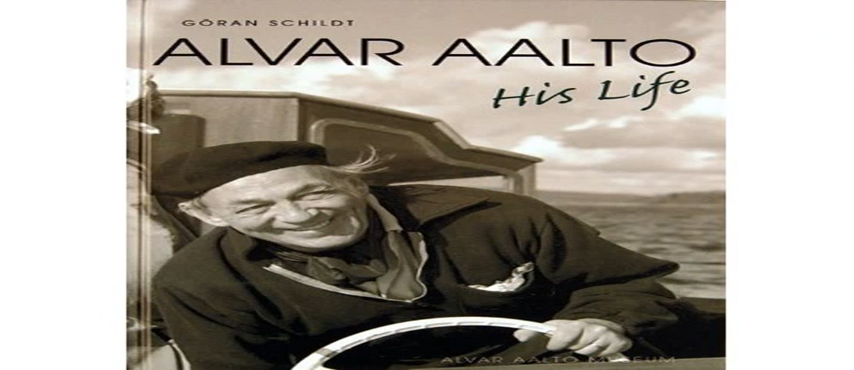 GÖRAN SCHILDT
ALVAR AALTO
His Life
ALVAR AALTO MUSEUM